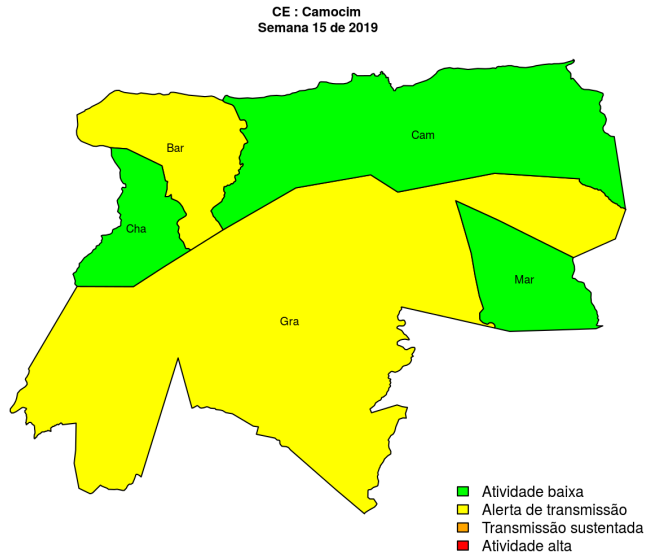 CE : Camocim
Semana 15 de 2019
Cam
Bar
Cha
Mar
Gra
Atividade baixa
Alerta de transmissão
Transmissão sustentada
Atividade alta